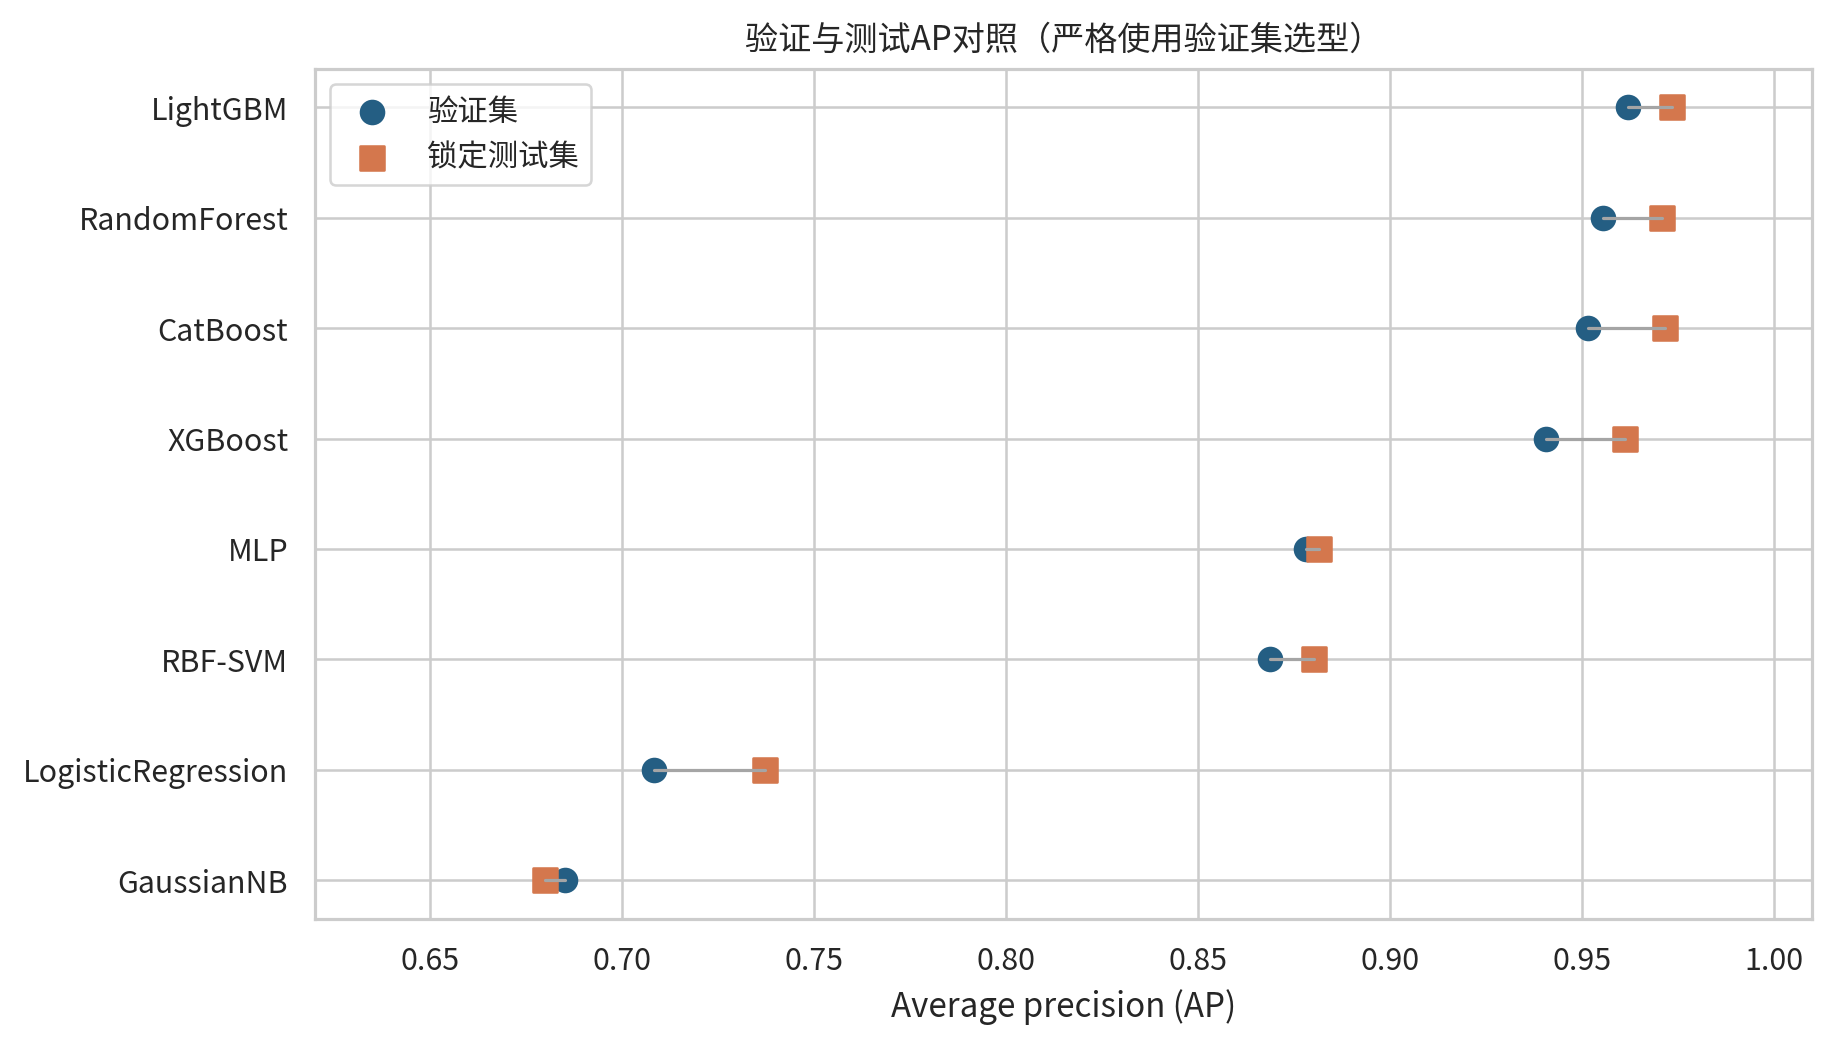 验证与测试AP对照（严格使用验证集选型）
验证集
锁定测试集
LightGBM
RandomForest
CatBoost
XGBoost
MLP
RBF-SVM
LogisticRegression
GaussianNB
0.65 0.70 0.75 0.80 0.85 0.90 0.95 1.00
Average precision (AP)